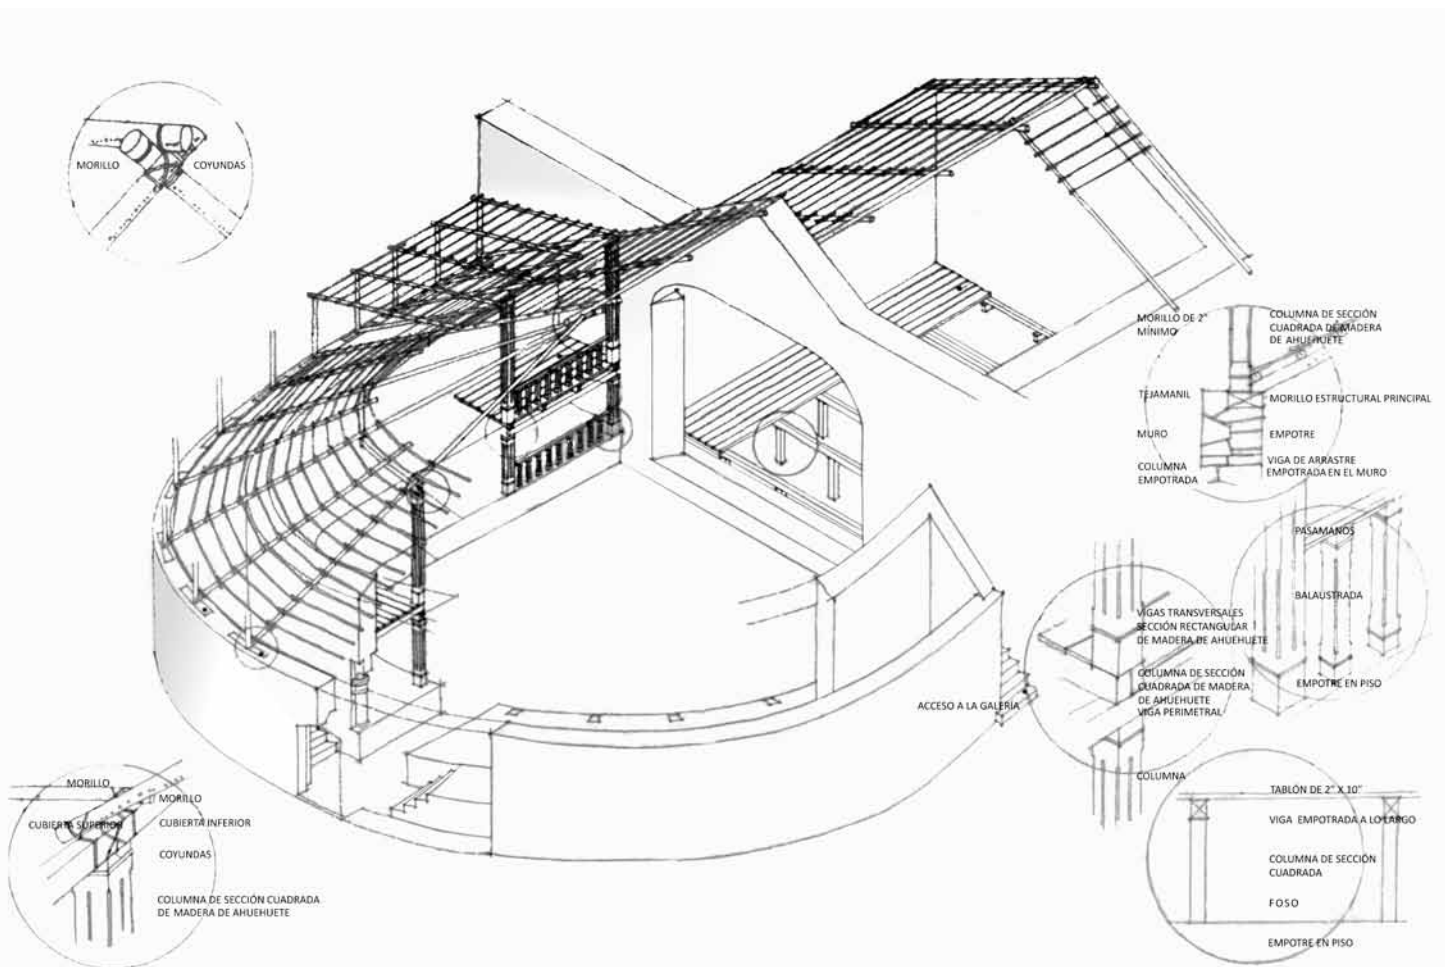 MORILLO
COYUNDAS
MORILLO DE 2"
MÍNIMO
COLUMNA DE SECCIÓN
CUADRADA DE MADERA
DE AHUEHUETE
TEJAMANIL
MORILLO ESTRUCTURAL PRINCIPAL
MURO
EMPOTRE
COLUMNA
EMPOTRADA
VIGA DE ARRASTRE
EMPOTRADA EN EL MURO
PASAMANOS
BALAUSTRADA
EMPOTRE EN PISO
VIGAS TRANSVERSALES
SECCIÓN RECTANGULAR
DE MADERA DE AHUEHUETE
COLUMNA DE SECCIÓN
CUADRADA DE MADERA
DE AHUEHUETE
VIGA PERIMETRAL
COLUMNA
ACCESO A LA GALERÍA
MORILLO
MORILLO
CUBIERTA SUPERIOR
CUBIERTA INFERIOR
COYUNDAS
COLUMNA DE SECCIÓN CUADRADA
DE MADERA DE AHUEHUETE
TABLÓN DE 2" X 10"
VIGA EMPOTRADA A LO LARGO
COLUMNA DE SECCIÓN
CUADRADA
FOSO
EMPOTRE EN PISO